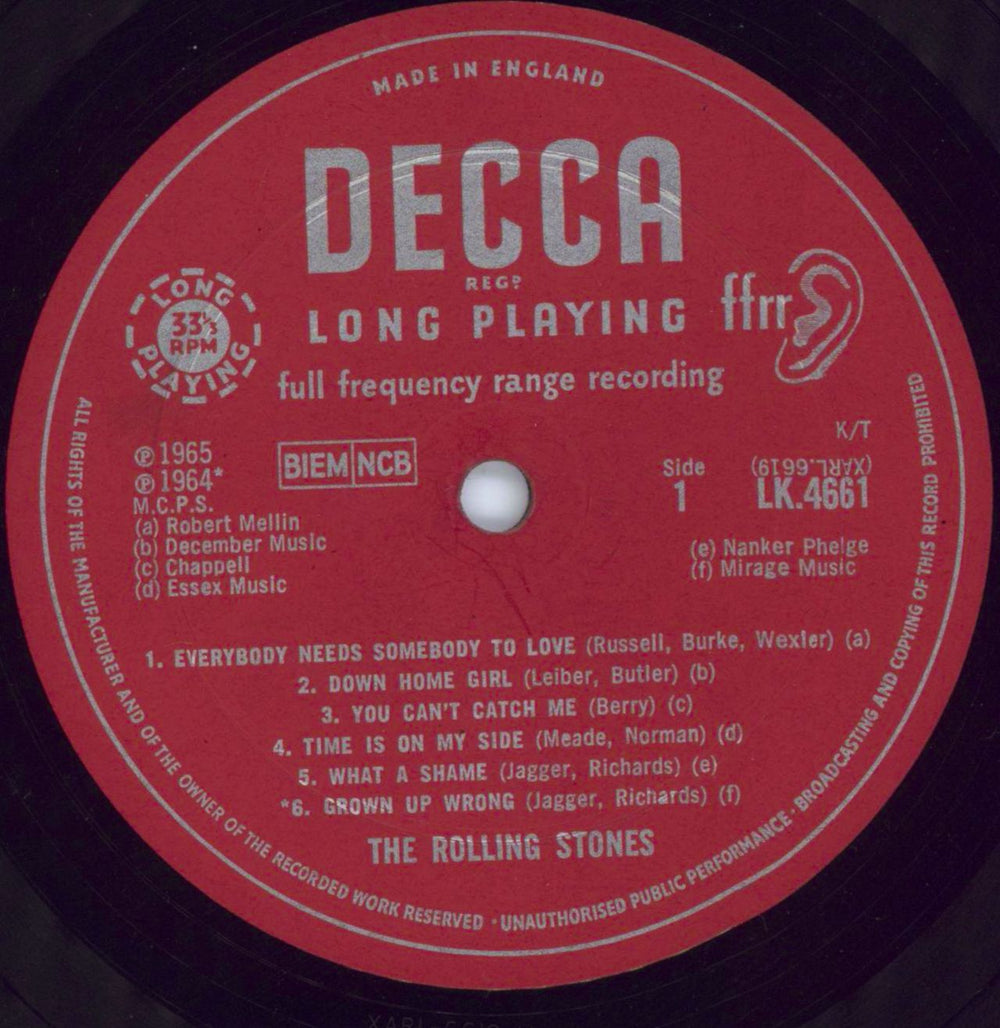 MADE IN ENGLAND
DECCA
REGD
LONG PLAYING
ffrr
LONG PLAYING
33⅓
RPM
full frequency range recording
K/T
℗ 1965
℗ 1964*
M.C.P.S.
(a) Robert Mellin
(b) December Music
(c) Chappell
(d) Essex Music
BIEM NCB
Side
1
(XARL.6619)
LK.4661
(e) Nanker Phelge
(f) Mirage Music
1. EVERYBODY NEEDS SOMEBODY TO LOVE (Russell, Burke, Wexler) (a)
2. DOWN HOME GIRL (Leiber, Butler) (b)
3. YOU CAN'T CATCH ME (Berry) (c)
4. TIME IS ON MY SIDE (Meade, Norman) (d)
5. WHAT A SHAME (Jagger, Richards) (e)
*6. GROWN UP WRONG (Jagger, Richards) (f)
THE ROLLING STONES
ALL RIGHTS OF THE MANUFACTURER AND OF THE OWNER OF THE RECORDED WORK RESERVED · UNAUTHORISED PUBLIC PERFORMANCE · BROADCASTING AND COPYING OF THIS RECORD PROHIBITED